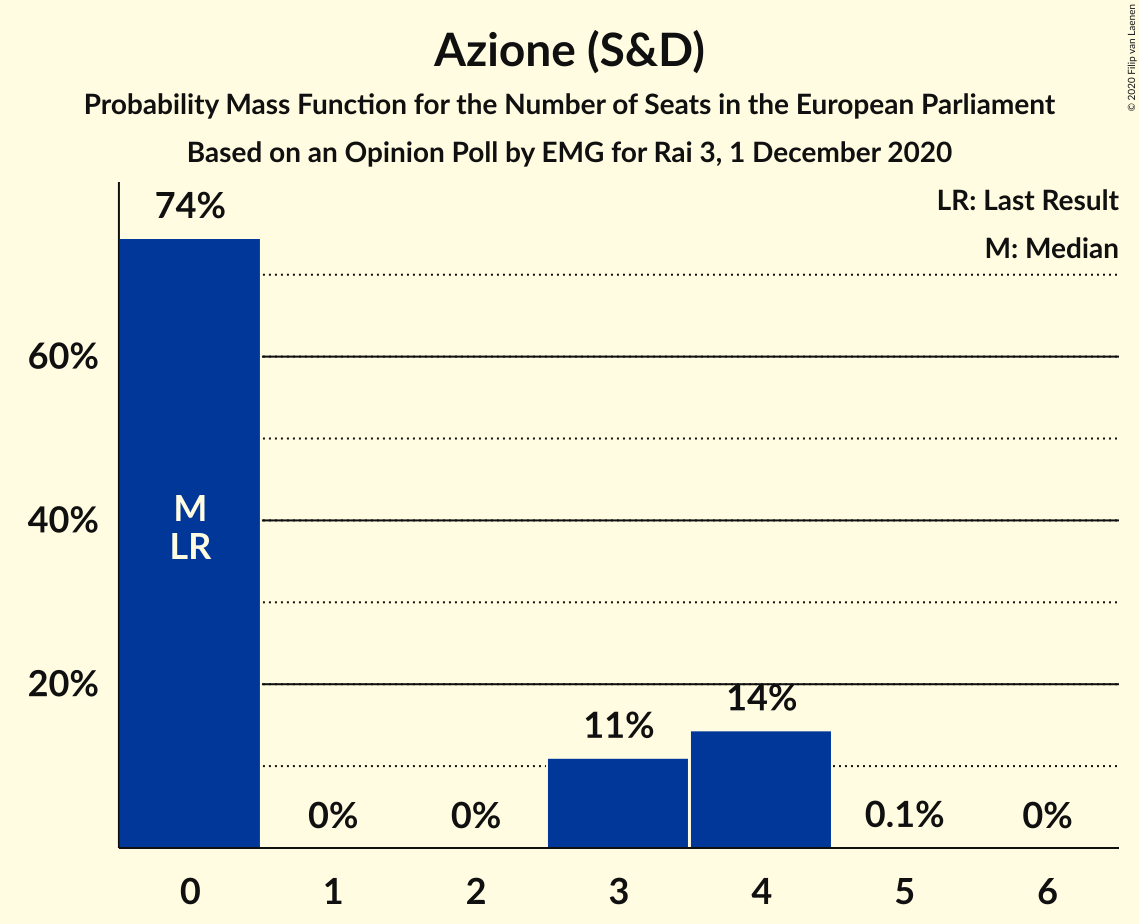 Azione (S&D)
Probability Mass Function for the Number of Seats in the European Parliament
Based on an Opinion Poll by EMG for Rai 3, 1 December 2020
© 2020 Filip van Laenen
LR: Last Result
M: Median
74%
60%
40%
20%
M
LR
0%
0%
11%
14%
0.1%
0%
0
1
2
3
4
5
6